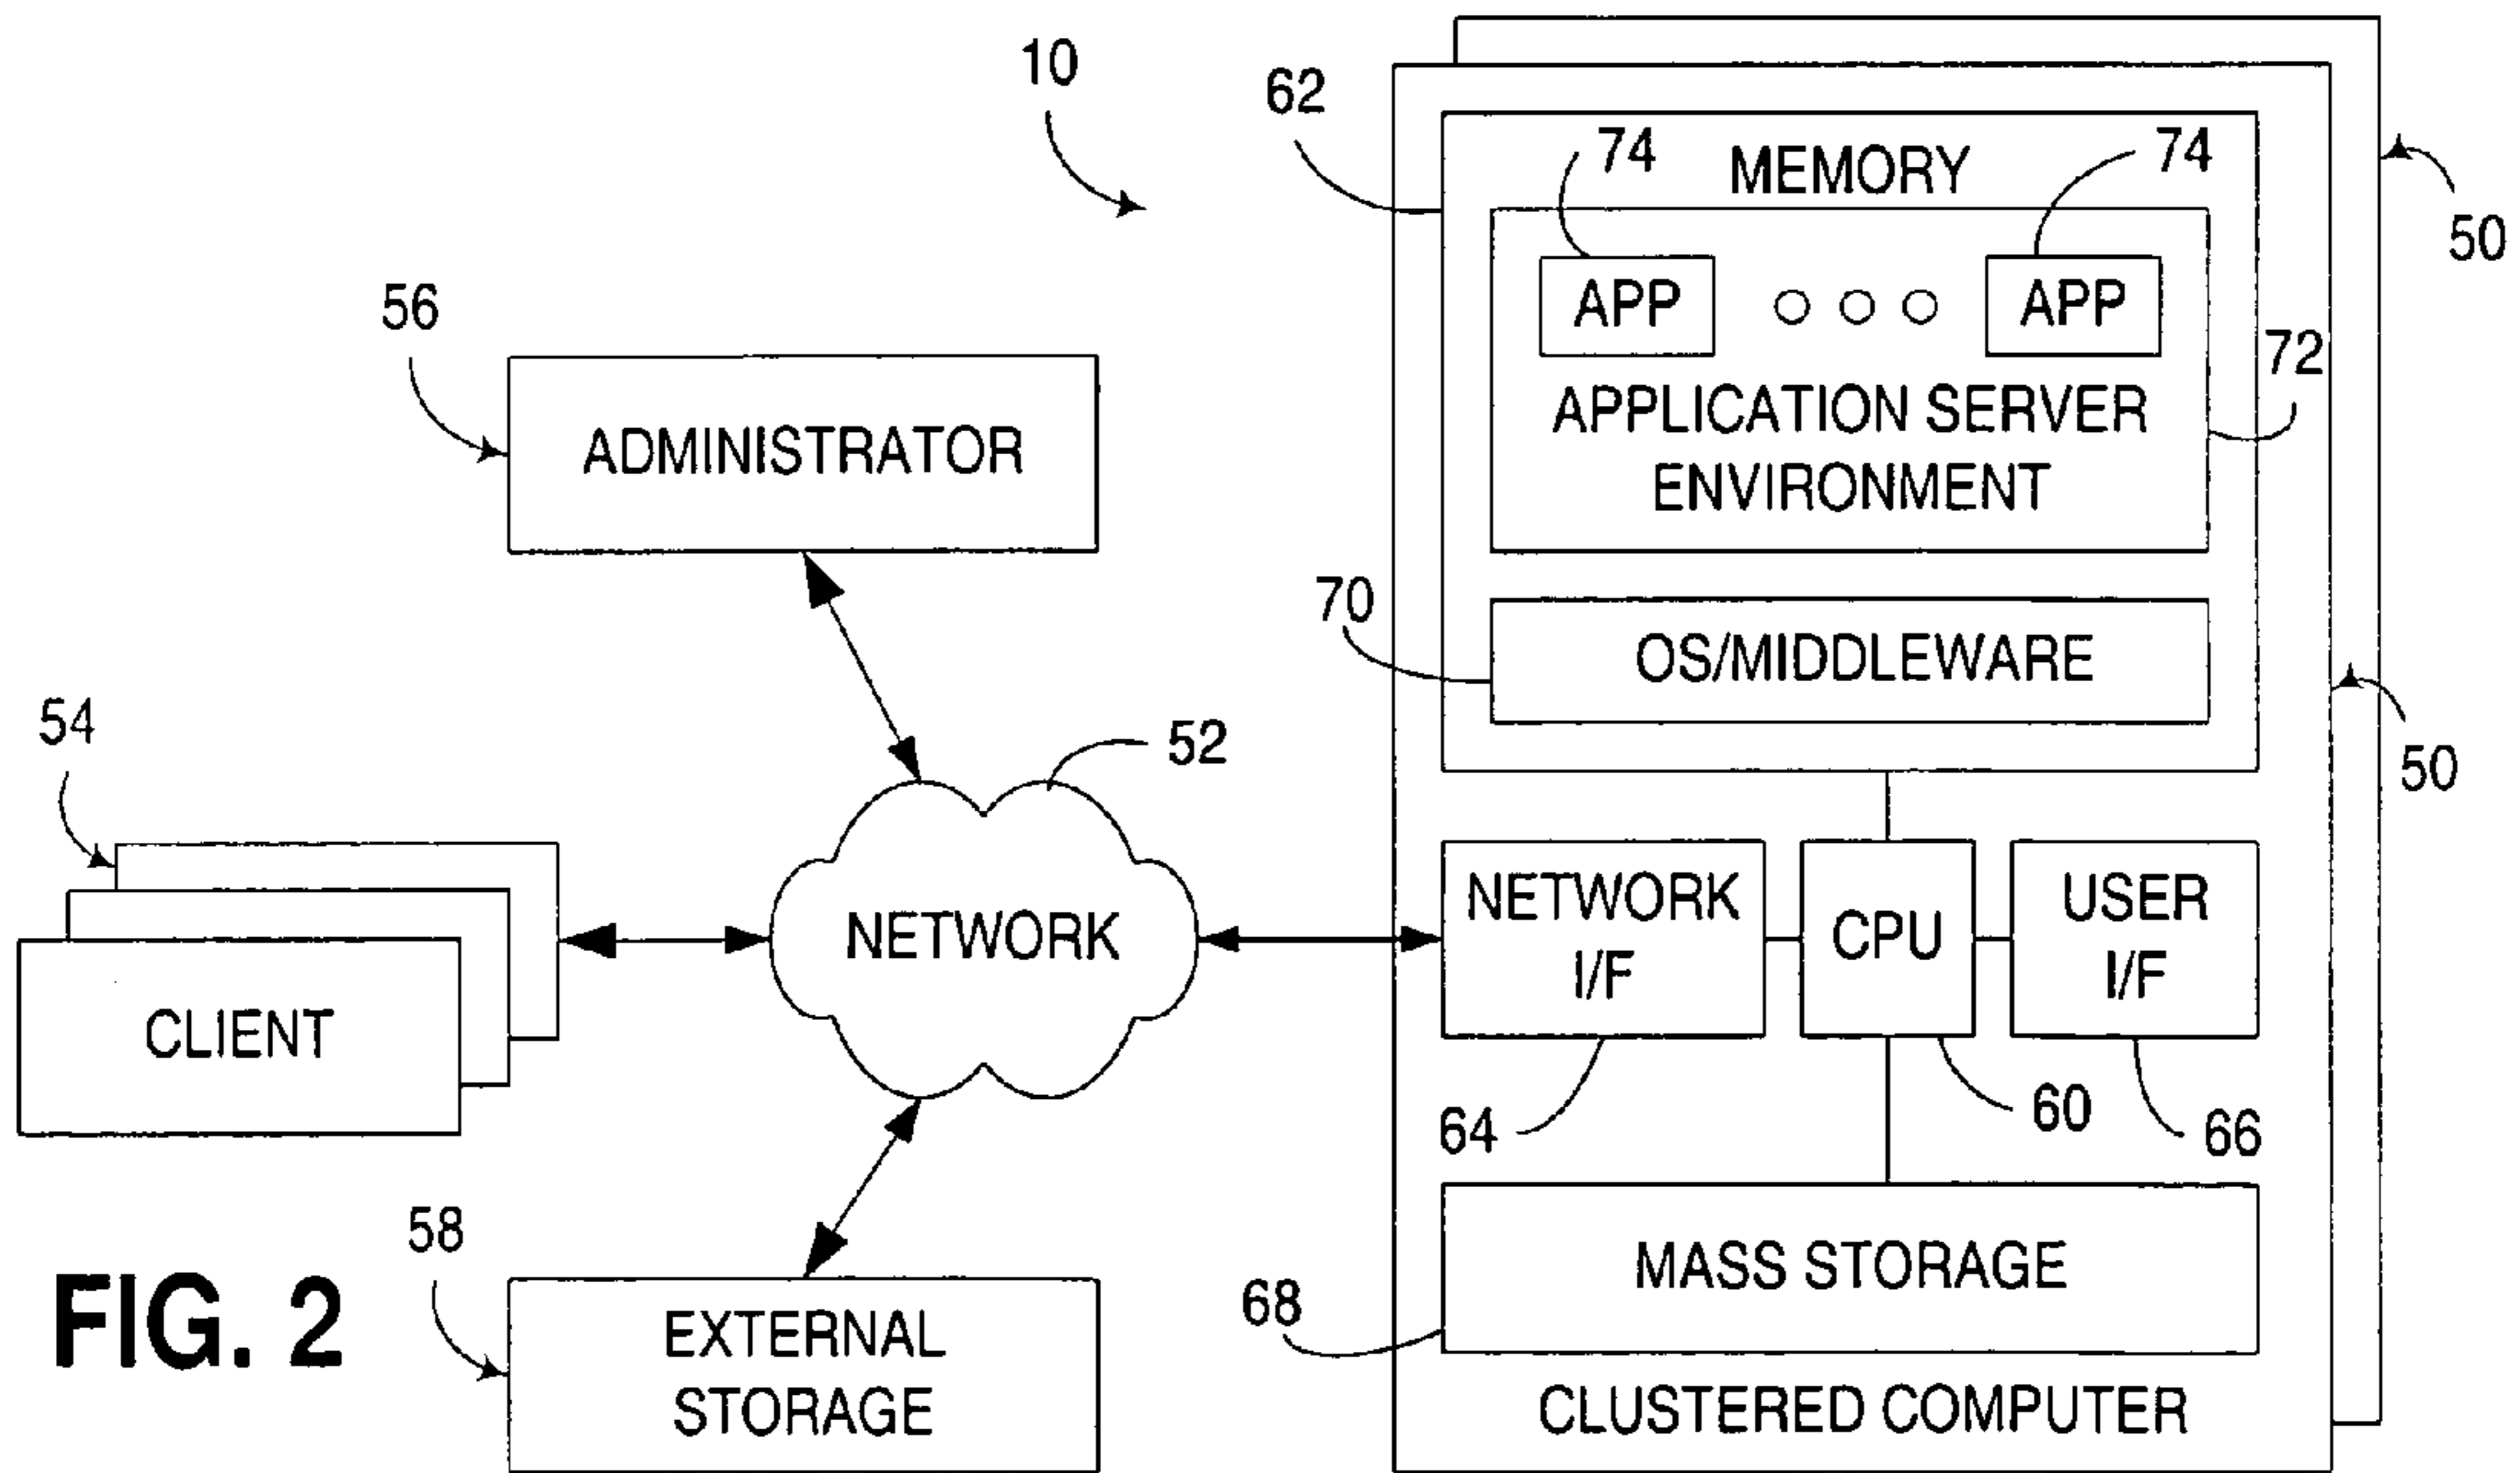 10
62
74
MEMORY
74
50
APP
APP
72
56
ADMINISTRATOR
APPLICATION SERVER
ENVIRONMENT
70
OS/MIDDLEWARE
54
52
50
NETWORK
CLIENT
NETWORK
I/F
CPU
USER
I/F
64
60
66
58
EXTERNAL
STORAGE
68
MASS STORAGE
CLUSTERED COMPUTER
FIG. 2